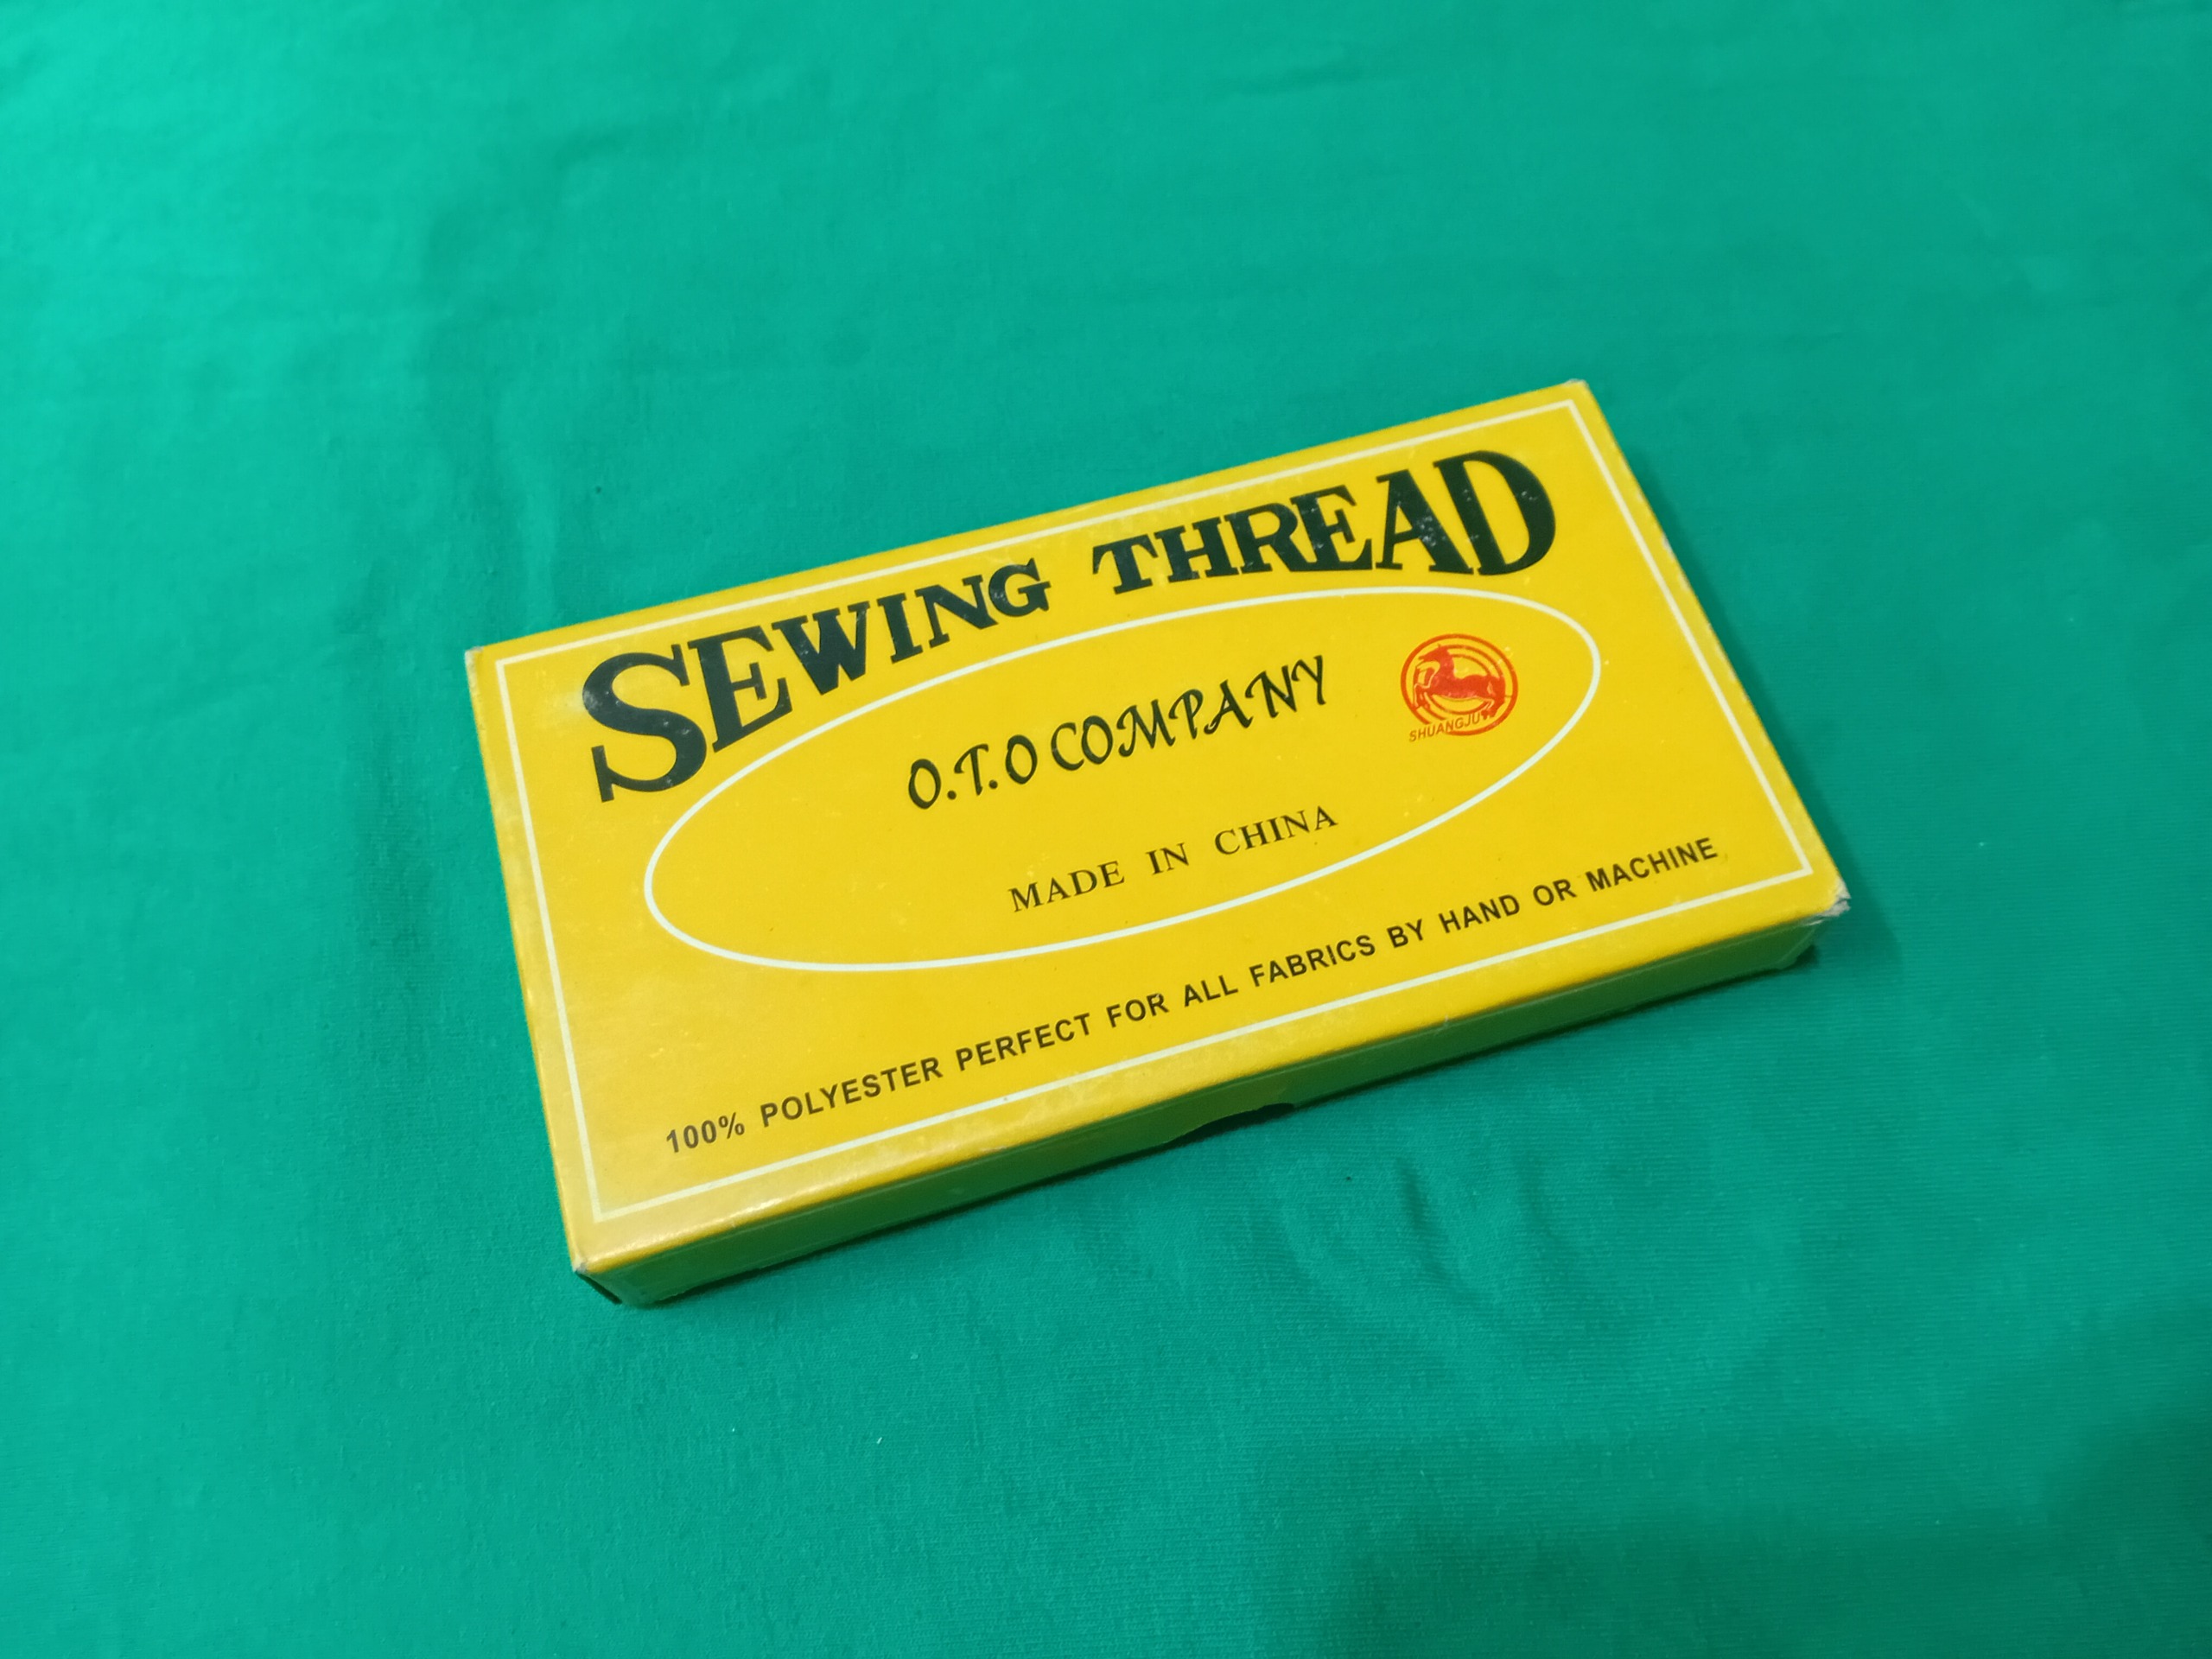 SEWING THREAD
O.T.O COMPANY
SHUANGJU
MADE IN CHINA
100% POLYESTER PERFECT FOR ALL FABRICS BY HAND OR MACHINE